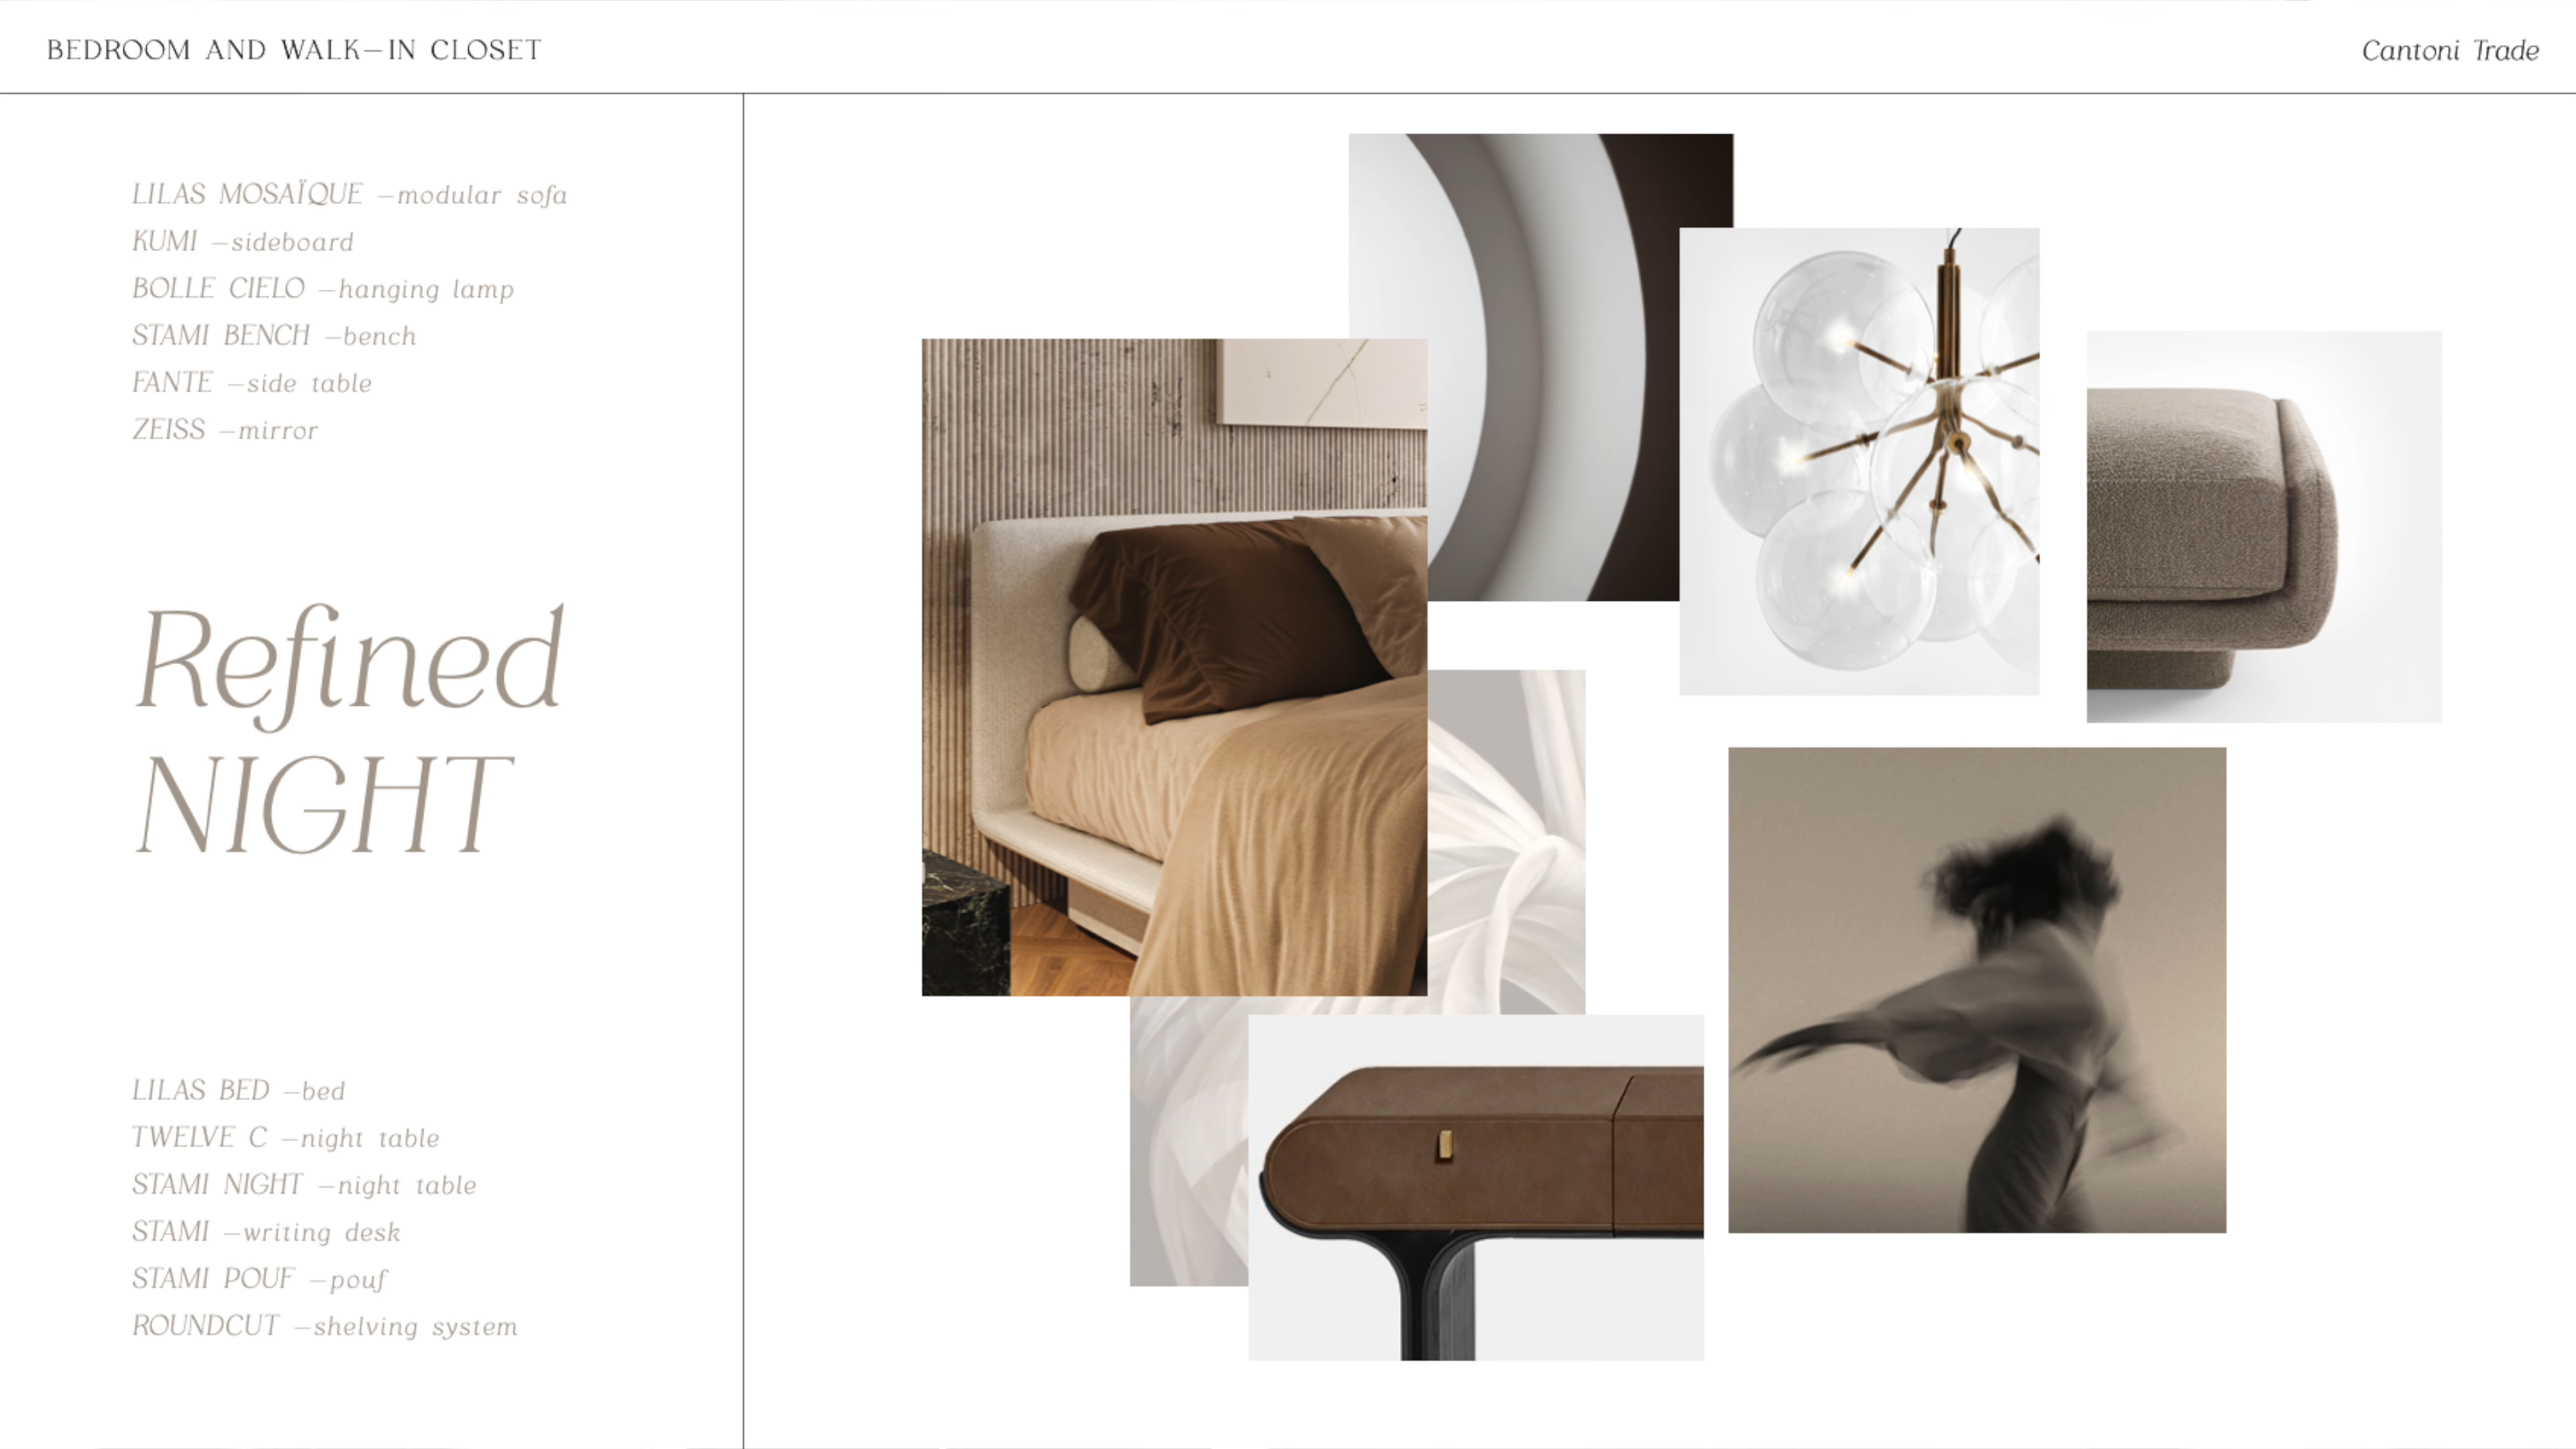 BEDROOM AND WALK–IN CLOSET
Cantoni Trade
LILAS MOSAÏQUE –modular sofa
KUMI –sideboard
BOLLE CIELO –hanging lamp
STAMI BENCH –bench
FANTE –side table
ZEISS –mirror
Refined
NIGHT
LILAS BED –bed
TWELVE C –night table
STAMI NIGHT –night table
STAMI –writing desk
STAMI POUF –pouf
ROUNDCUT –shelving system